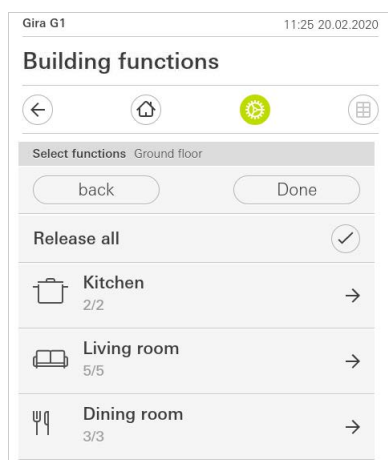 Gira G1 11:25 20.02.2020
Building functions
Select functions Ground floor
back Done
Release all
Kitchen
2/2
Living room
5/5
Dining room
3/3